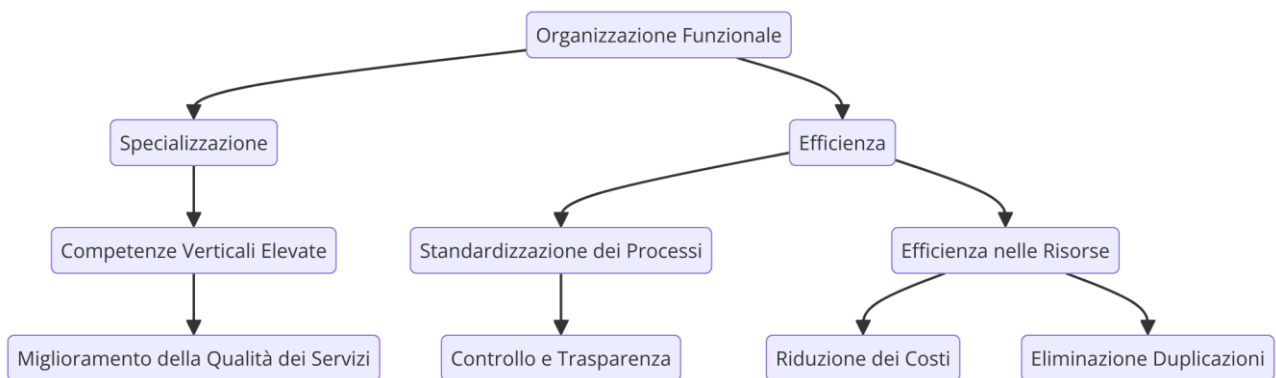 Organizzazione Funzionale
Specializzazione
Efficienza
Competenze Verticali Elevate
Standardizzazione dei Processi
Efficienza nelle Risorse
Miglioramento della Qualità dei Servizi
Controllo e Trasparenza
Riduzione dei Costi
Eliminazione Duplicazioni